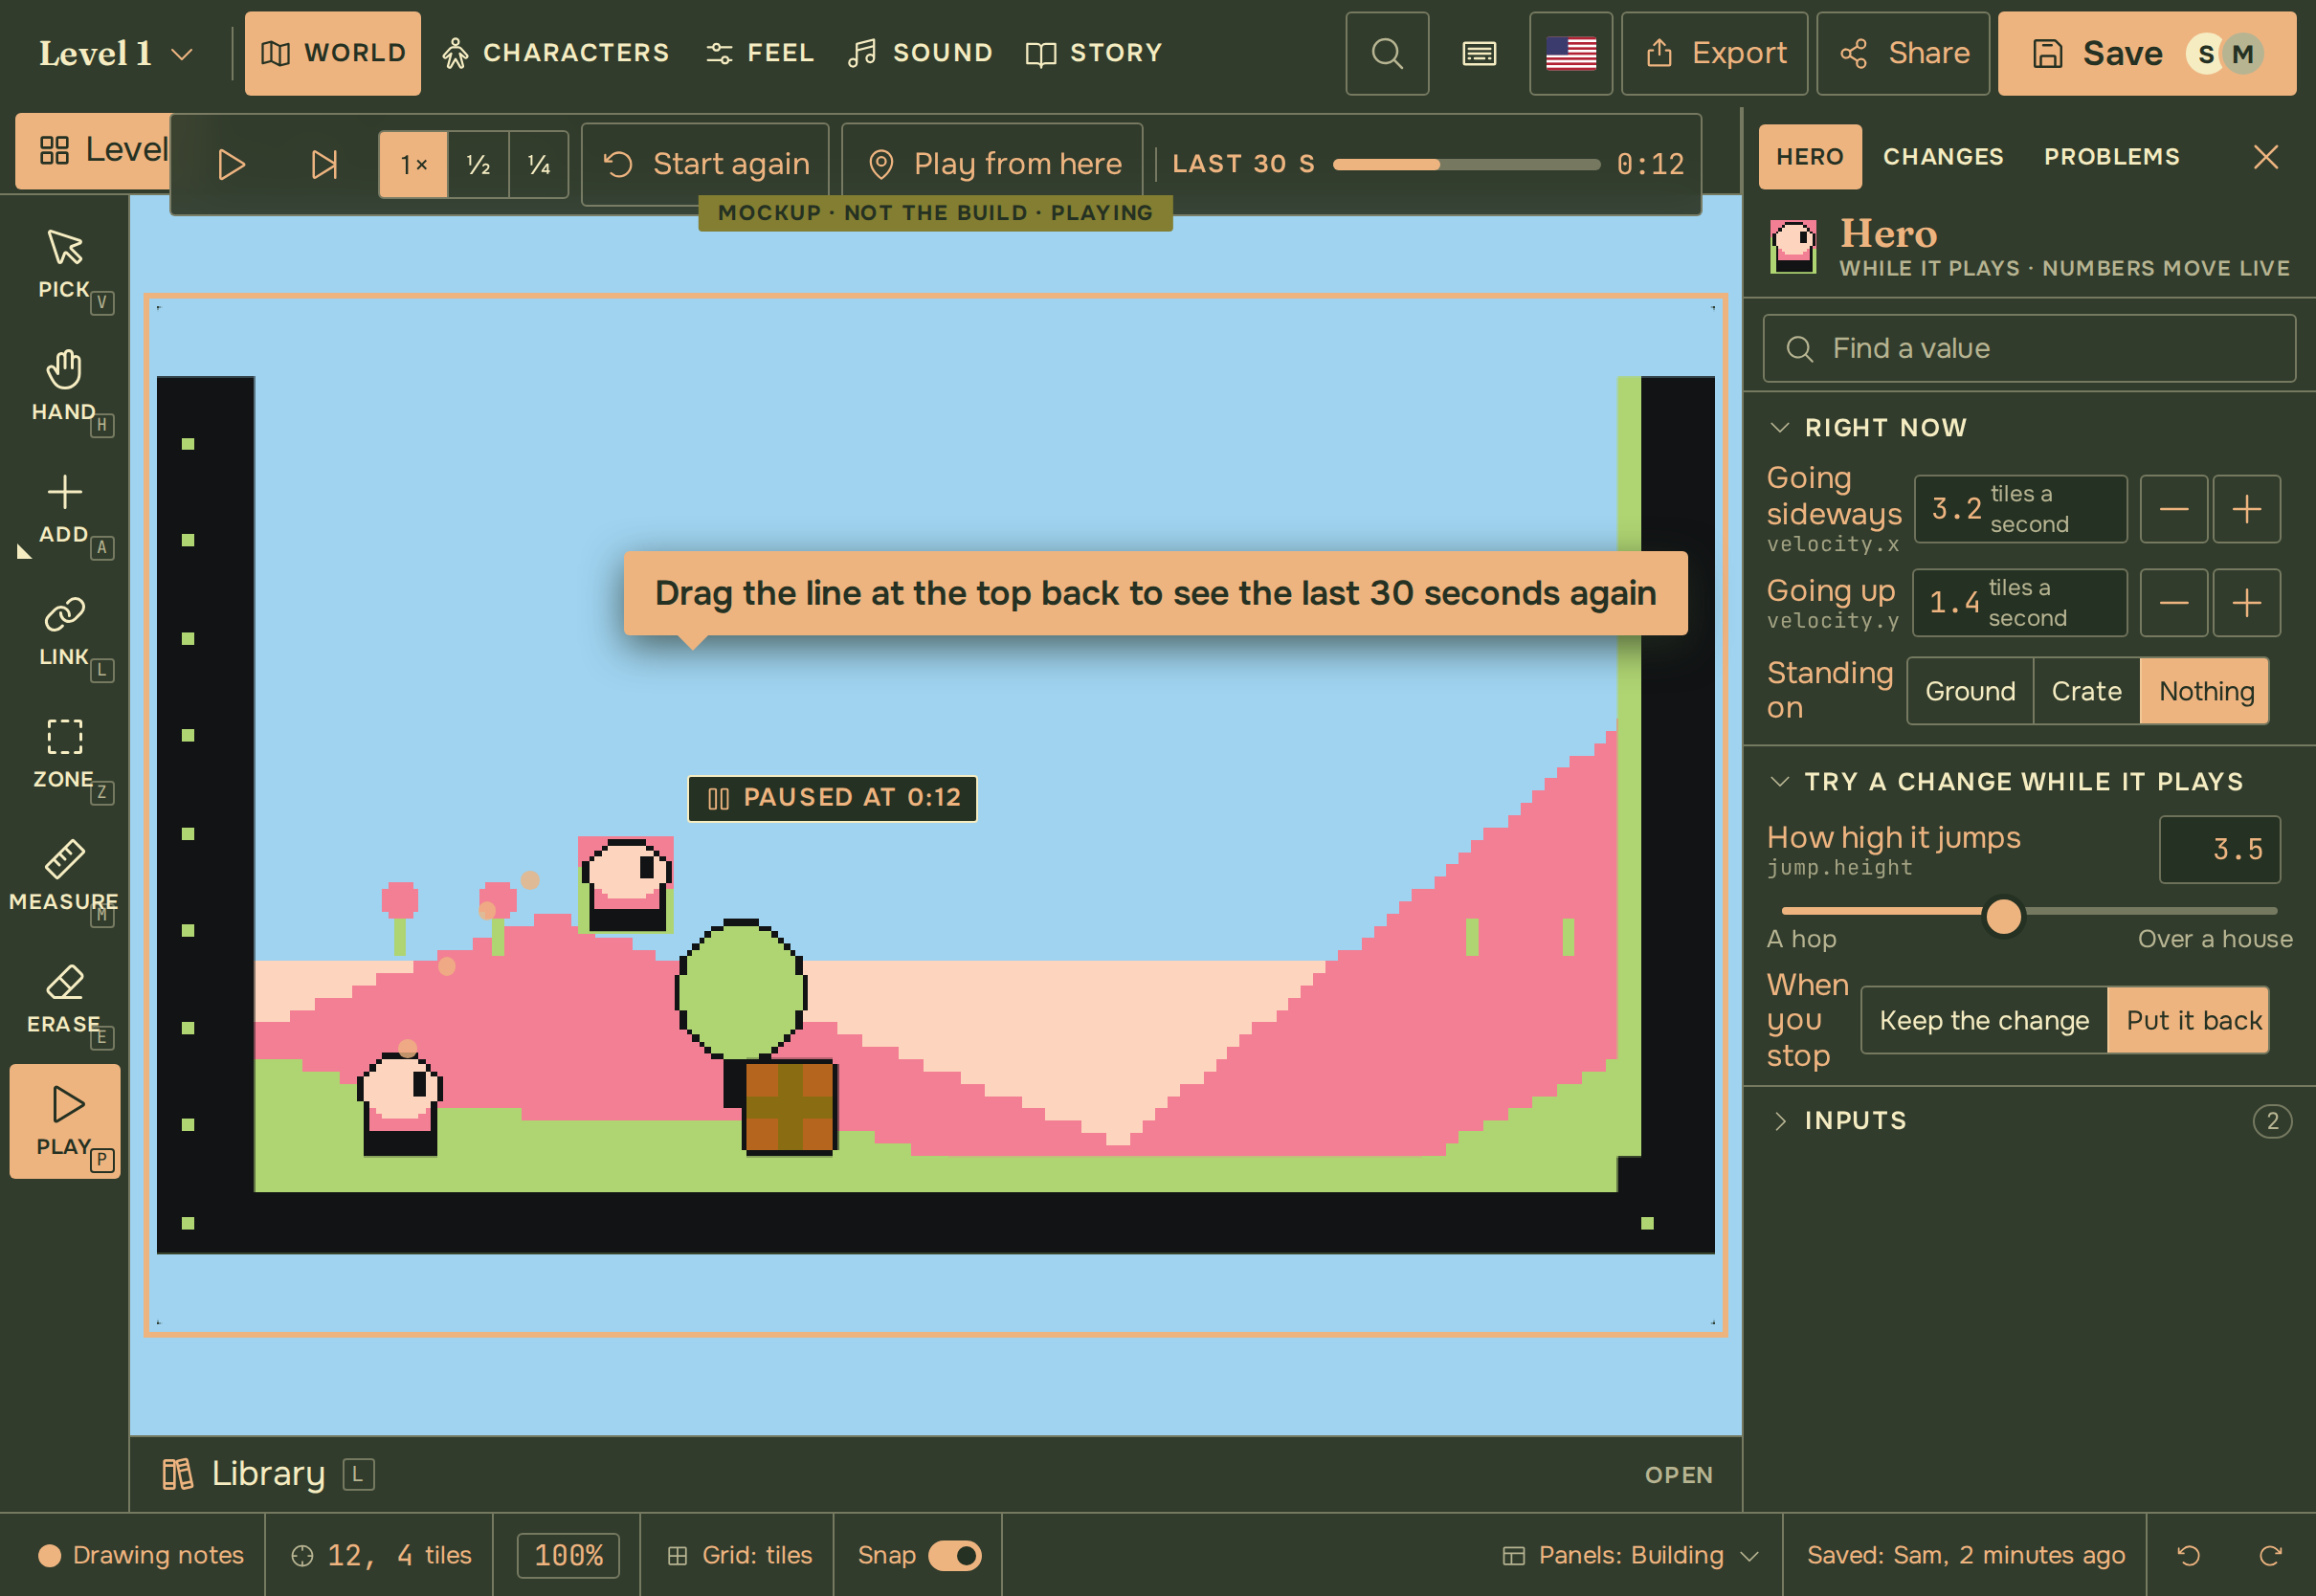 Level 1
WORLD
CHARACTERS
FEEL
SOUND
STORY
Export
Share
Save
S
M
Level
1×
½
¼
Start again
Play from here
LAST 30 S
0:12
MOCKUP · NOT THE BUILD · PLAYING
HERO
CHANGES
PROBLEMS
Hero
WHILE IT PLAYS · NUMBERS MOVE LIVE
Find a value
PICK
V
HAND
H
ADD
A
LINK
L
ZONE
Z
MEASURE
M
ERASE
E
PLAY
P
Drag the line at the top back to see the last 30 seconds again
PAUSED AT 0:12
RIGHT NOW
Going
sideways
velocity.x
3.2
tiles a
second
Going up
velocity.y
1.4
tiles a
second
Standing
on
Ground
Crate
Nothing
TRY A CHANGE WHILE IT PLAYS
How high it jumps
jump.height
3.5
A hop
Over a house
When
you
stop
Keep the change
Put it back
INPUTS
2
Library
L
OPEN
Drawing notes
12, 4 tiles
100%
Grid: tiles
Snap
Panels: Building
Saved: Sam, 2 minutes ago